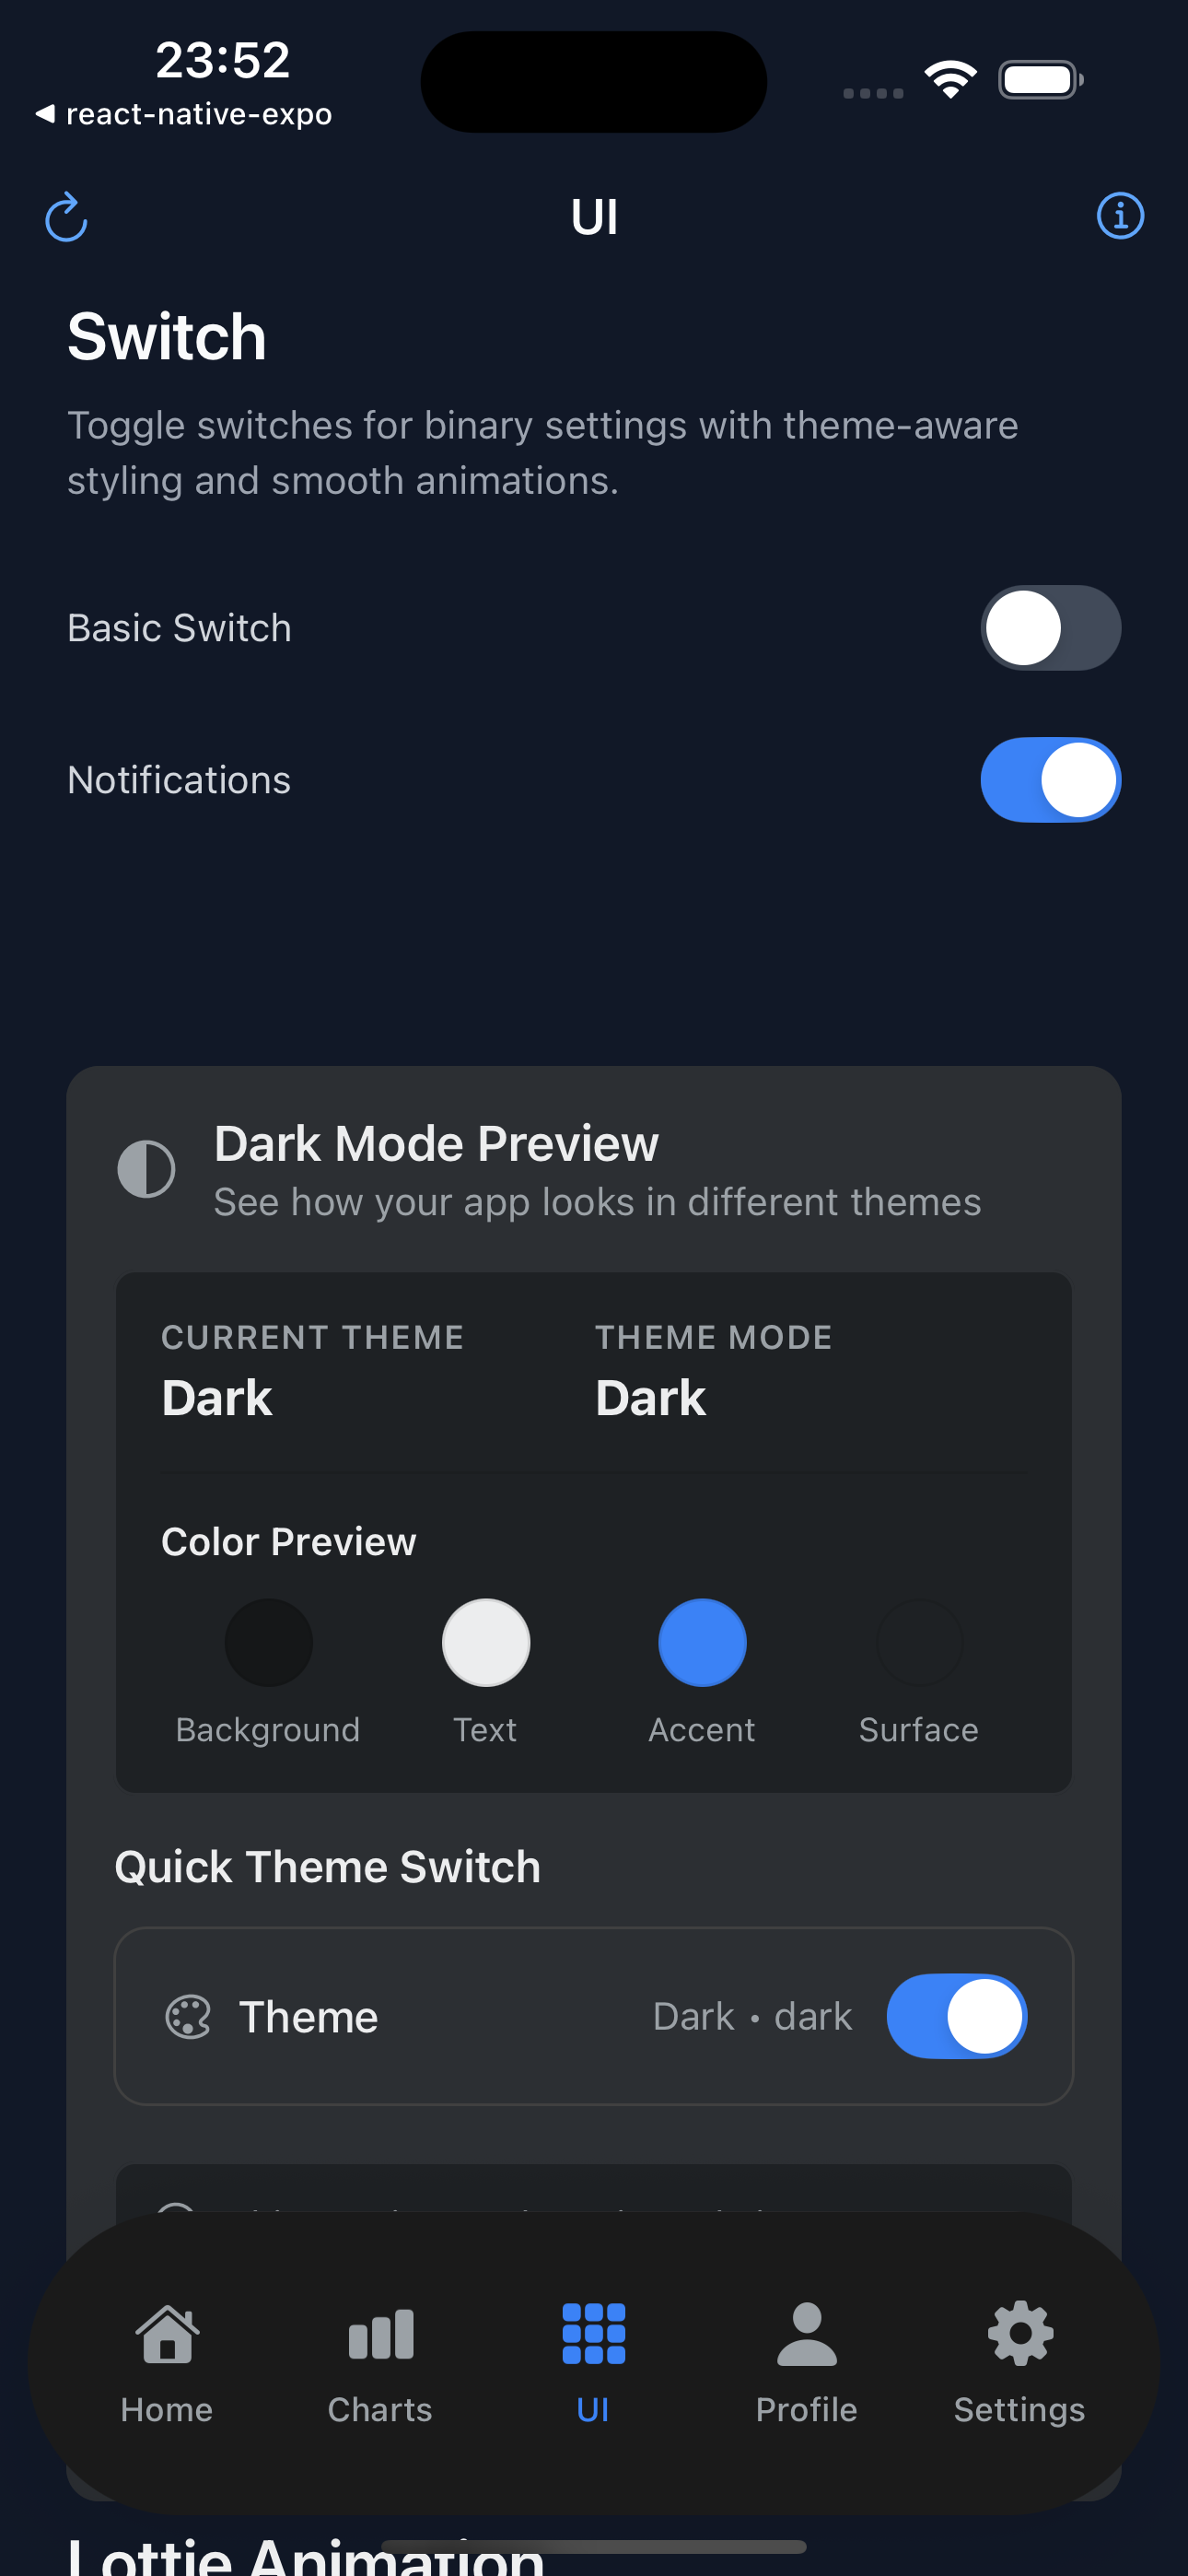 23:52
◀ react-native-expo
UI
Switch
Toggle switches for binary settings with theme-aware
styling and smooth animations.
Basic Switch
Notifications
Dark Mode Preview
See how your app looks in different themes
CURRENT THEME
Dark
THEME MODE
Dark
Color Preview
Background
Text
Accent
Surface
Quick Theme Switch
Theme
Dark • dark
Home
Charts
UI
Profile
Settings
Lottie Animation